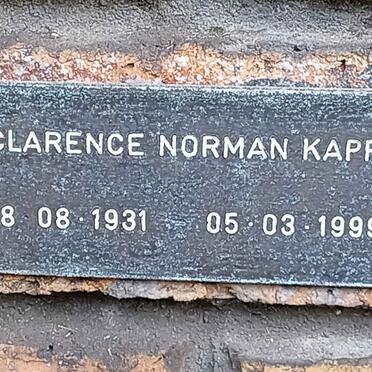 CLARENCE NORMAN KAPP
8 · 08 · 1931 05 · 03 · 1999